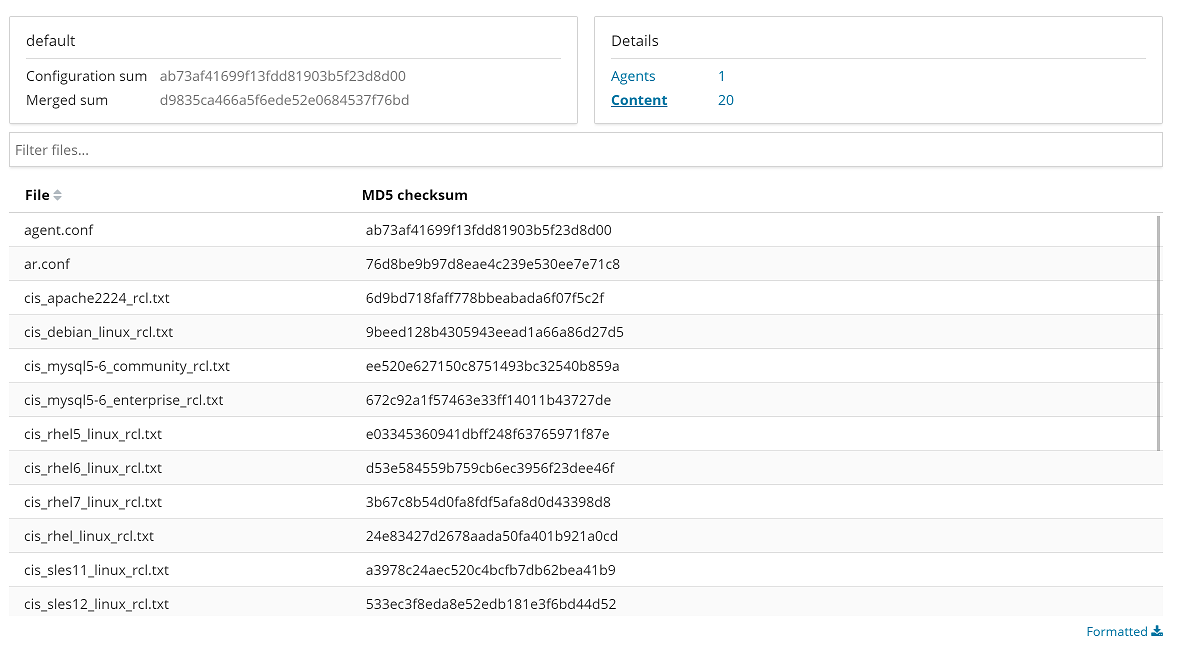 default
Configuration sum ab73af41699f13fdd81903b5f23d8d00
Merged sum d9835ca466a5f6ede52e0684537f76bd
Details
Agents 1
Content 20
Filter files...
File MD5 checksum
agent.conf ab73af41699f13fdd81903b5f23d8d00
ar.conf 76d8be9b97d8eae4c239e530ee7e71c8
cis_apache2224_rcl.txt 6d9bd718faff778bbeabada6f07f5c2f
cis_debian_linux_rcl.txt 9beed128b4305943eead1a66a86d27d5
cis_mysql5-6_community_rcl.txt ee520e627150c8751493bc32540b859a
cis_mysql5-6_enterprise_rcl.txt 672c92a1f57463e33ff14011b43727de
cis_rhel5_linux_rcl.txt e03345360941dbff248f63765971f87e
cis_rhel6_linux_rcl.txt d53e584559b759cb6ec3956f23dee46f
cis_rhel7_linux_rcl.txt 3b67c8b54d0fa8fdf5afa8d0d43398d8
cis_rhel_linux_rcl.txt 24e83427d2678aada50fa401b921a0cd
cis_sles11_linux_rcl.txt a3978c24aec520c4bcfb7db62bea41b9
cis_sles12_linux_rcl.txt 533ec3f8eda8e52edb181e3f6bd44d52
Formatted